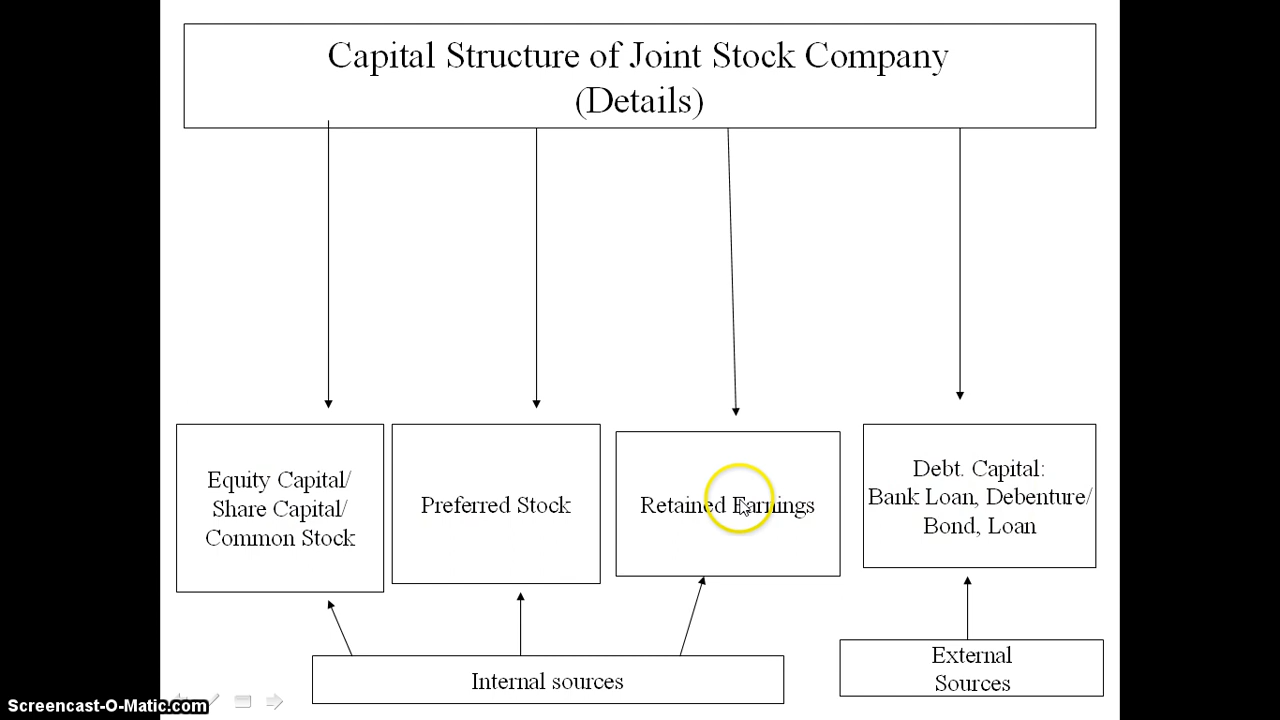 Capital Structure of Joint Stock Company
(Details)
Equity Capital/
Share Capital/
Common Stock
Preferred Stock
Retained Earnings
Debt. Capital:
Bank Loan, Debenture/
Bond, Loan
Internal sources
External
Sources
Screencast-O-Matic.com